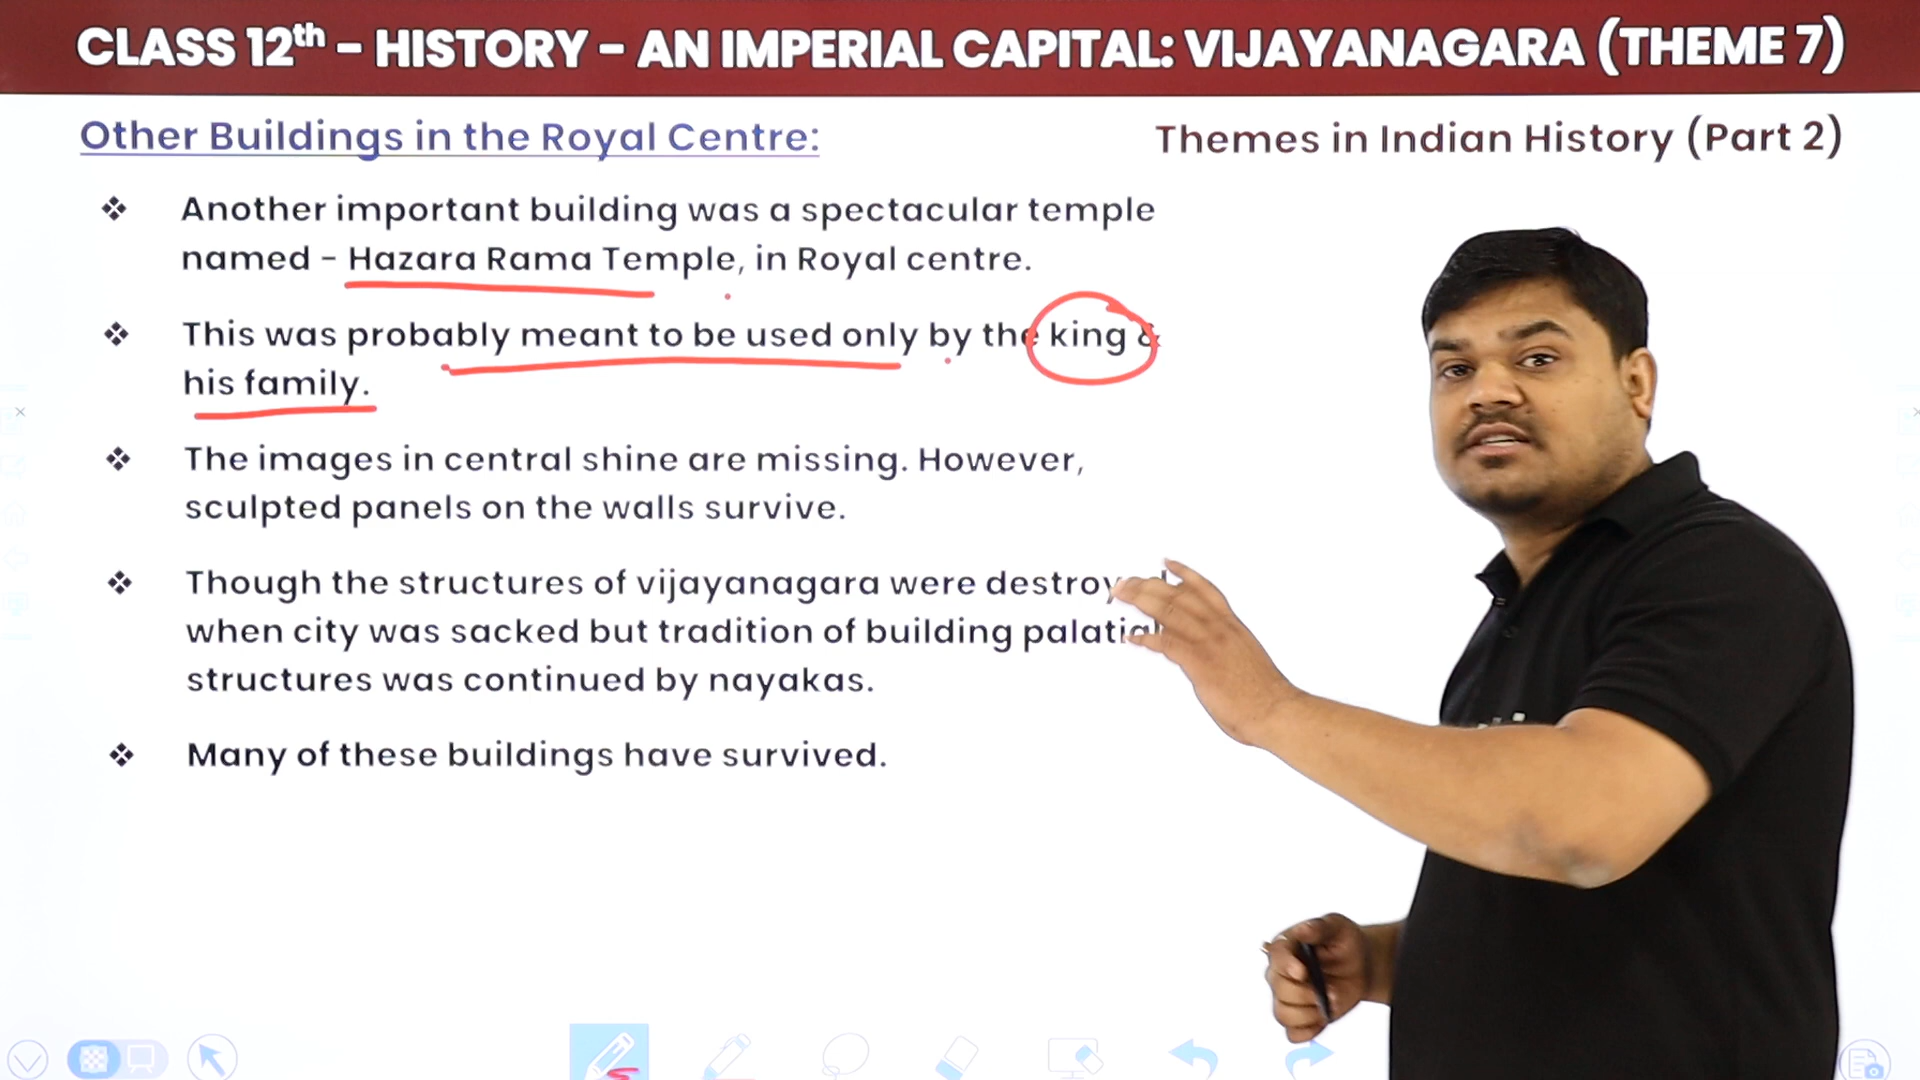 CLASS 12th – HISTORY – AN IMPERIAL CAPITAL: VIJAYANAGARA (THEME 7)
Other Buildings in the Royal Centre:
Themes in Indian History (Part 2)
❖ Another important building was a spectacular temple
named – Hazara Rama Temple, in Royal centre.
❖ This was probably meant to be used only by the king &
his family.
❖ The images in central shine are missing. However,
sculpted panels on the walls survive.
❖ Though the structures of vijayanagara were destroyed
when city was sacked but tradition of building palatial
structures was continued by nayakas.
❖ Many of these buildings have survived.